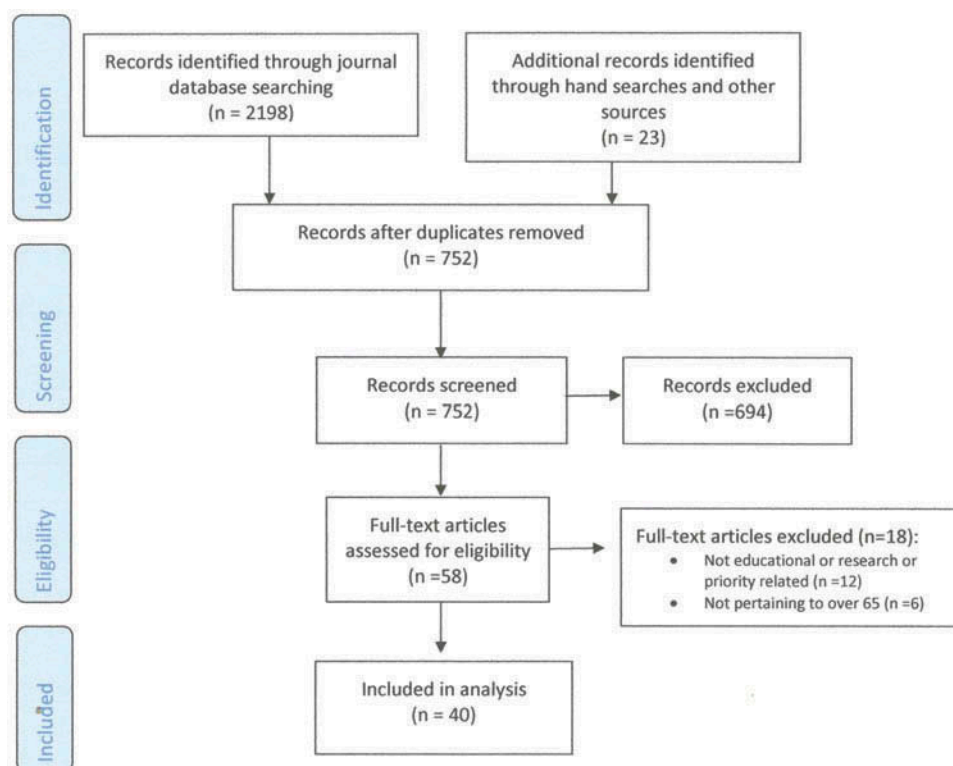 Identification
Records identified through journal
database searching
(n = 2198)
Additional records identified
through hand searches and other
sources
(n = 23)
Records after duplicates removed
(n = 752)
Screening
Records screened
(n = 752)
Records excluded
(n =694)
Eligibility
Full-text articles
assessed for eligibility
(n =58)
Full-text articles excluded (n=18):
• Not educational or research or
priority related (n =12)
• Not pertaining to over 65 (n =6)
Included
Included in analysis
(n = 40)